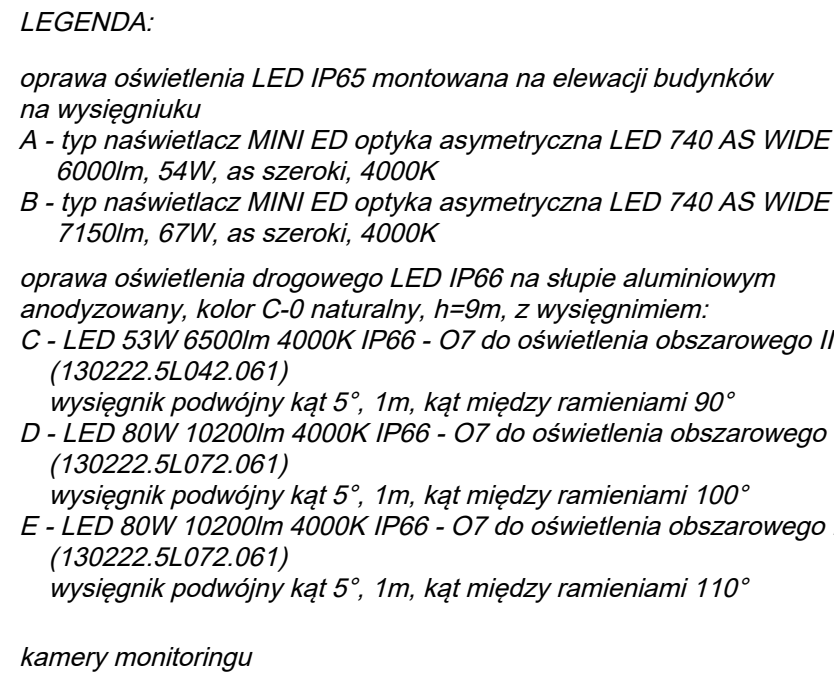 LEGENDA:
oprawa oświetlenia LED IP65 montowana na elewacji budynków
na wysięgniuku
A - typ naświetlacz MINI ED optyka asymetryczna LED 740 AS WIDE
6000lm, 54W, as szeroki, 4000K
B - typ naświetlacz MINI ED optyka asymetryczna LED 740 AS WIDE
7150lm, 67W, as szeroki, 4000K
oprawa oświetlenia drogowego LED IP66 na słupie aluminiowym
anodyzowany, kolor C-0 naturalny, h=9m, z wysięgnimiem:
C - LED 53W 6500lm 4000K IP66 - O7 do oświetlenia obszarowego II
(130222.5L042.061)
wysięgnik podwójny kąt 5°, 1m, kąt między ramieniami 90°
D - LED 80W 10200lm 4000K IP66 - O7 do oświetlenia obszarowego
(130222.5L072.061)
wysięgnik podwójny kąt 5°, 1m, kąt między ramieniami 100°
E - LED 80W 10200lm 4000K IP66 - O7 do oświetlenia obszarowego
(130222.5L072.061)
wysięgnik podwójny kąt 5°, 1m, kąt między ramieniami 110°
kamery monitoringu